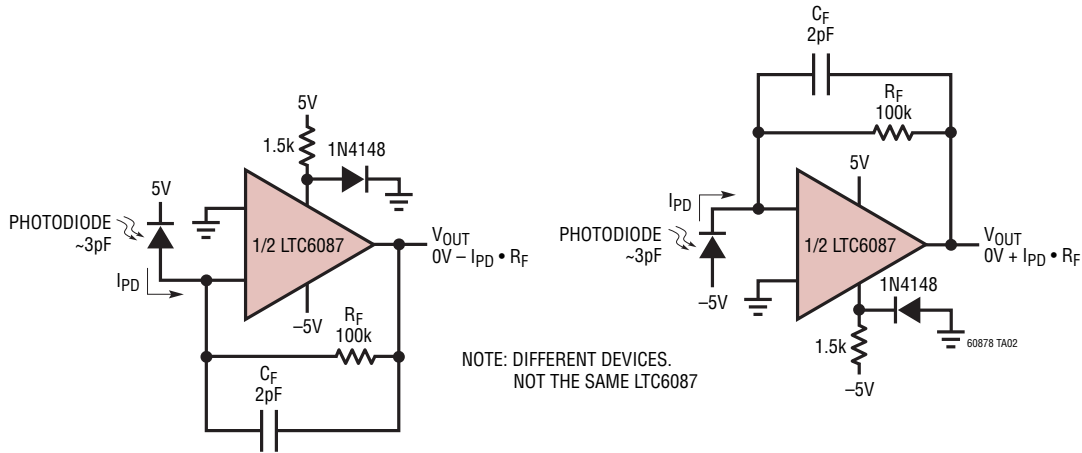 5V
1.5k
1N4148
5V
PHOTODIODE
~3pF
1/2 LTC6087
VOUT
0V – IPD • RF
IPD
–5V
RF
100k
CF
2pF
NOTE: DIFFERENT DEVICES.
NOT THE SAME LTC6087
CF
2pF
RF
100k
5V
IPD
PHOTODIODE
~3pF
1/2 LTC6087
VOUT
0V + IPD • RF
–5V
1N4148
1.5k
–5V
60878 TA02